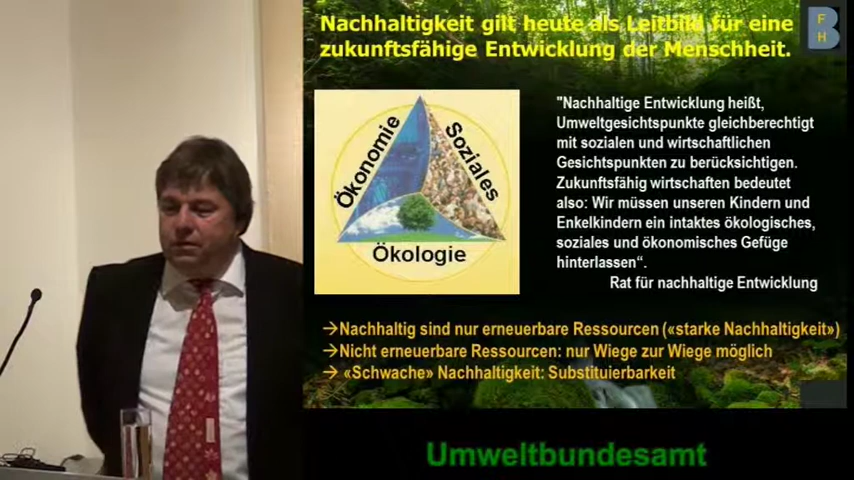 Nachhaltigkeit gilt heute als Leitbild für eine
zukunftsfähige Entwicklung der Menschheit.
FH
B
Ökonomie
Soziales
Ökologie
"Nachhaltige Entwicklung heißt,
Umweltgesichtspunkte gleichberechtigt
mit sozialen und wirtschaftlichen
Gesichtspunkten zu berücksichtigen.
Zukunftsfähig wirtschaften bedeutet
also: Wir müssen unseren Kindern und
Enkelkindern ein intaktes ökologisches,
soziales und ökonomisches Gefüge
hinterlassen“.
Rat für nachhaltige Entwicklung
→Nachhaltig sind nur erneuerbare Ressourcen («starke Nachhaltigkeit»)
→Nicht erneuerbare Ressourcen: nur Wiege zur Wiege möglich
→ «Schwache» Nachhaltigkeit: Substituierbarkeit
Umweltbundesamt